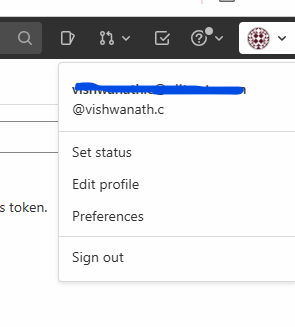 @vishwanath.c
Set status
Edit profile
s token.
Preferences
Sign out